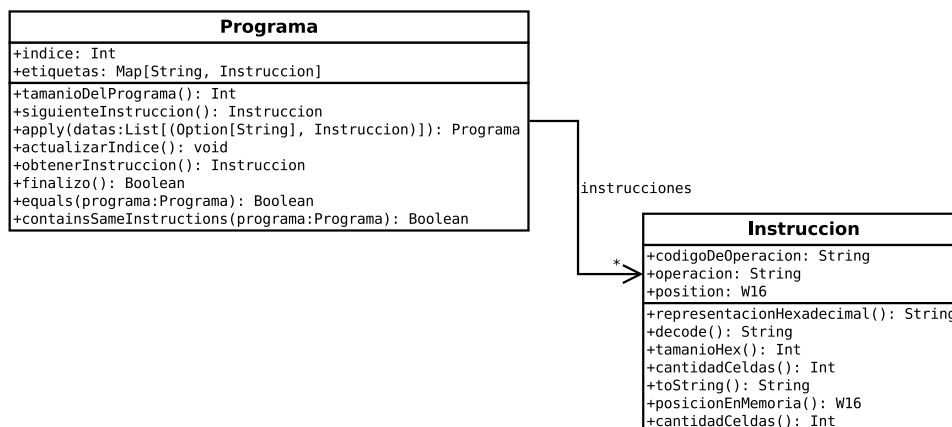 Programa
+indice: Int
+etiquetas: Map[String, Instruccion]
+tamanioDelPrograma(): Int
+siguienteInstruccion(): Instruccion
+apply(datas:List[(Option[String], Instruccion)]): Programa
+actualizarIndice(): void
+obtenerInstruccion(): Instruccion
+finalizo(): Boolean
+equals(programa:Programa): Boolean
+containsSameInstructions(programa:Programa): Boolean
instrucciones
*
Instruccion
+codigoDeOperacion: String
+operacion: String
+position: W16
+representacionHexadecimal(): String
+decode(): String
+tamanioHex(): Int
+cantidadCeldas(): Int
+toString(): String
+posicionEnMemoria(): W16
+cantidadCeldas(): Int